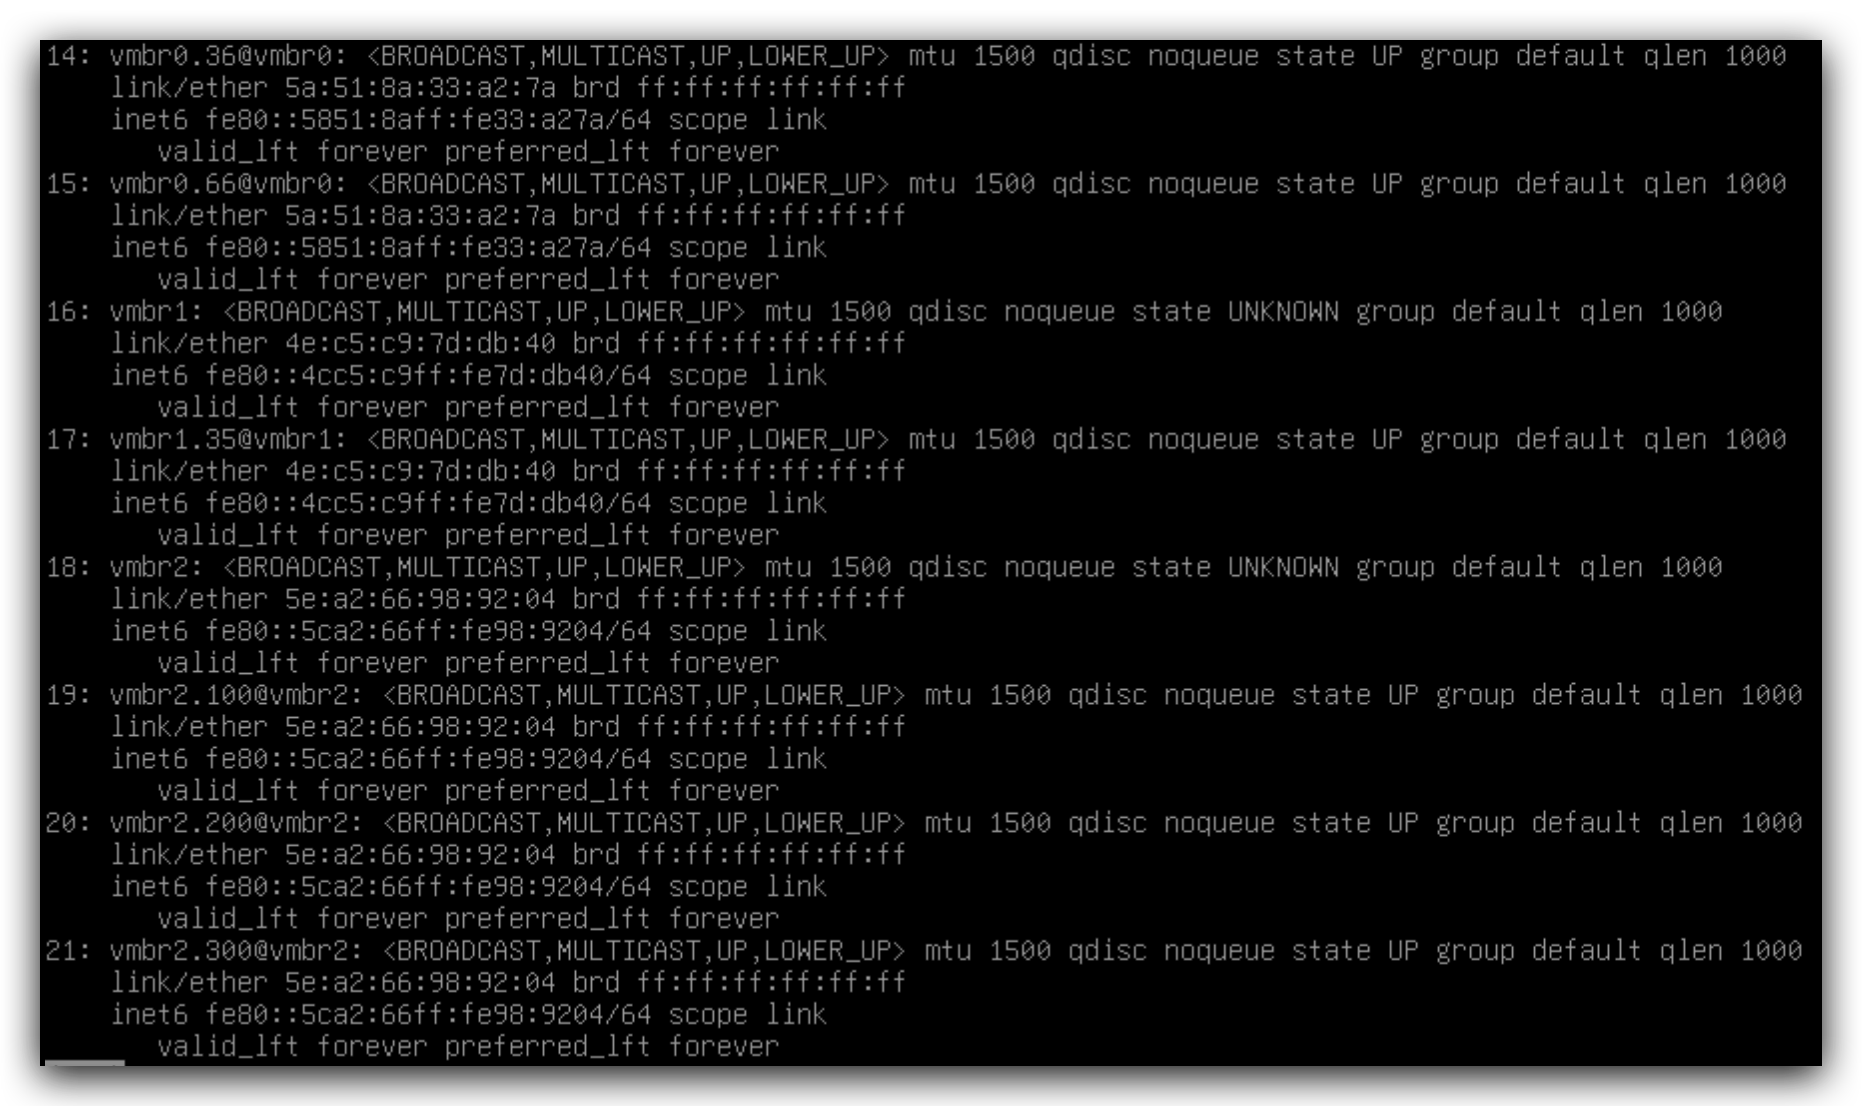 14: vmbr0.36@vmbr0: <BROADCAST,MULTICAST,UP,LOWER_UP> mtu 1500 qdisc noqueue state UP group default qlen 1000
    link/ether 5a:51:8a:33:a2:7a brd ff:ff:ff:ff:ff:ff
    inet6 fe80::5851:8aff:fe33:a27a/64 scope link
       valid_lft forever preferred_lft forever
15: vmbr0.66@vmbr0: <BROADCAST,MULTICAST,UP,LOWER_UP> mtu 1500 qdisc noqueue state UP group default qlen 1000
    link/ether 5a:51:8a:33:a2:7a brd ff:ff:ff:ff:ff:ff
    inet6 fe80::5851:8aff:fe33:a27a/64 scope link
       valid_lft forever preferred_lft forever
16: vmbr1: <BROADCAST,MULTICAST,UP,LOWER_UP> mtu 1500 qdisc noqueue state UNKNOWN group default qlen 1000
    link/ether 4e:c5:c9:7d:db:40 brd ff:ff:ff:ff:ff:ff
    inet6 fe80::4cc5:c9ff:fe7d:db40/64 scope link
       valid_lft forever preferred_lft forever
17: vmbr1.35@vmbr1: <BROADCAST,MULTICAST,UP,LOWER_UP> mtu 1500 qdisc noqueue state UP group default qlen 1000
    link/ether 4e:c5:c9:7d:db:40 brd ff:ff:ff:ff:ff:ff
    inet6 fe80::4cc5:c9ff:fe7d:db40/64 scope link
       valid_lft forever preferred_lft forever
18: vmbr2: <BROADCAST,MULTICAST,UP,LOWER_UP> mtu 1500 qdisc noqueue state UNKNOWN group default qlen 1000
    link/ether 5e:a2:66:98:92:04 brd ff:ff:ff:ff:ff:ff
    inet6 fe80::5ca2:66ff:fe98:9204/64 scope link
       valid_lft forever preferred_lft forever
19: vmbr2.100@vmbr2: <BROADCAST,MULTICAST,UP,LOWER_UP> mtu 1500 qdisc noqueue state UP group default qlen 1000
    link/ether 5e:a2:66:98:92:04 brd ff:ff:ff:ff:ff:ff
    inet6 fe80::5ca2:66ff:fe98:9204/64 scope link
       valid_lft forever preferred_lft forever
20: vmbr2.200@vmbr2: <BROADCAST,MULTICAST,UP,LOWER_UP> mtu 1500 qdisc noqueue state UP group default qlen 1000
    link/ether 5e:a2:66:98:92:04 brd ff:ff:ff:ff:ff:ff
    inet6 fe80::5ca2:66ff:fe98:9204/64 scope link
       valid_lft forever preferred_lft forever
21: vmbr2.300@vmbr2: <BROADCAST,MULTICAST,UP,LOWER_UP> mtu 1500 qdisc noqueue state UP group default qlen 1000
    link/ether 5e:a2:66:98:92:04 brd ff:ff:ff:ff:ff:ff
    inet6 fe80::5ca2:66ff:fe98:9204/64 scope link
       valid_lft forever preferred_lft forever